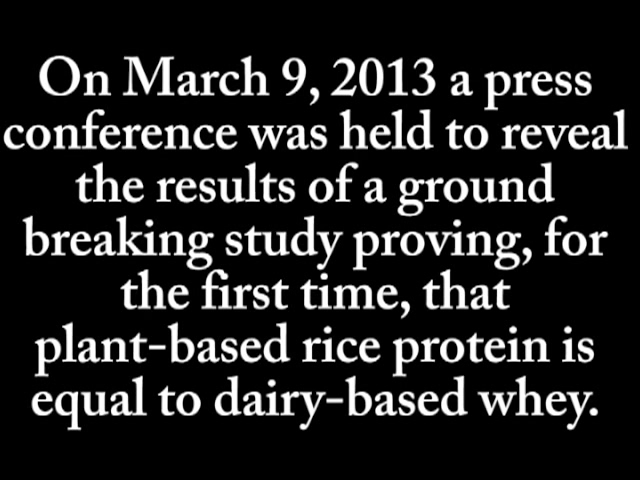 On March 9, 2013 a press
conference was held to reveal
the results of a ground
breaking study proving, for
the first time, that
plant-based rice protein is
equal to dairy-based whey.